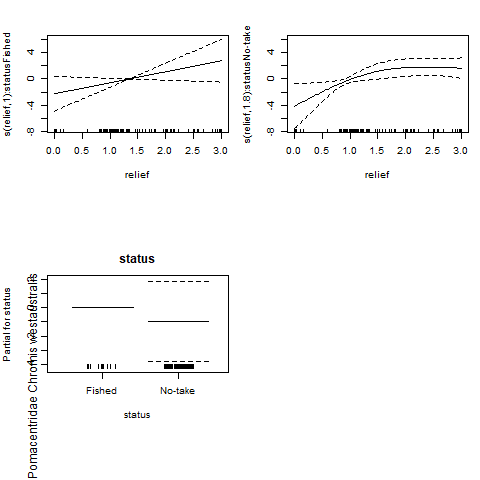 s(relief,1):statusFished
4
0
-4
-8
0.0 0.5 1.0 1.5 2.0 2.5 3.0
relief
s(relief,1.8):statusNo-take
4
0
-4
-8
0.0 0.5 1.0 1.5 2.0 2.5 3.0
relief
status
Partial for status
Fished No-take
status
Pomacentridae Chromis westaustralis